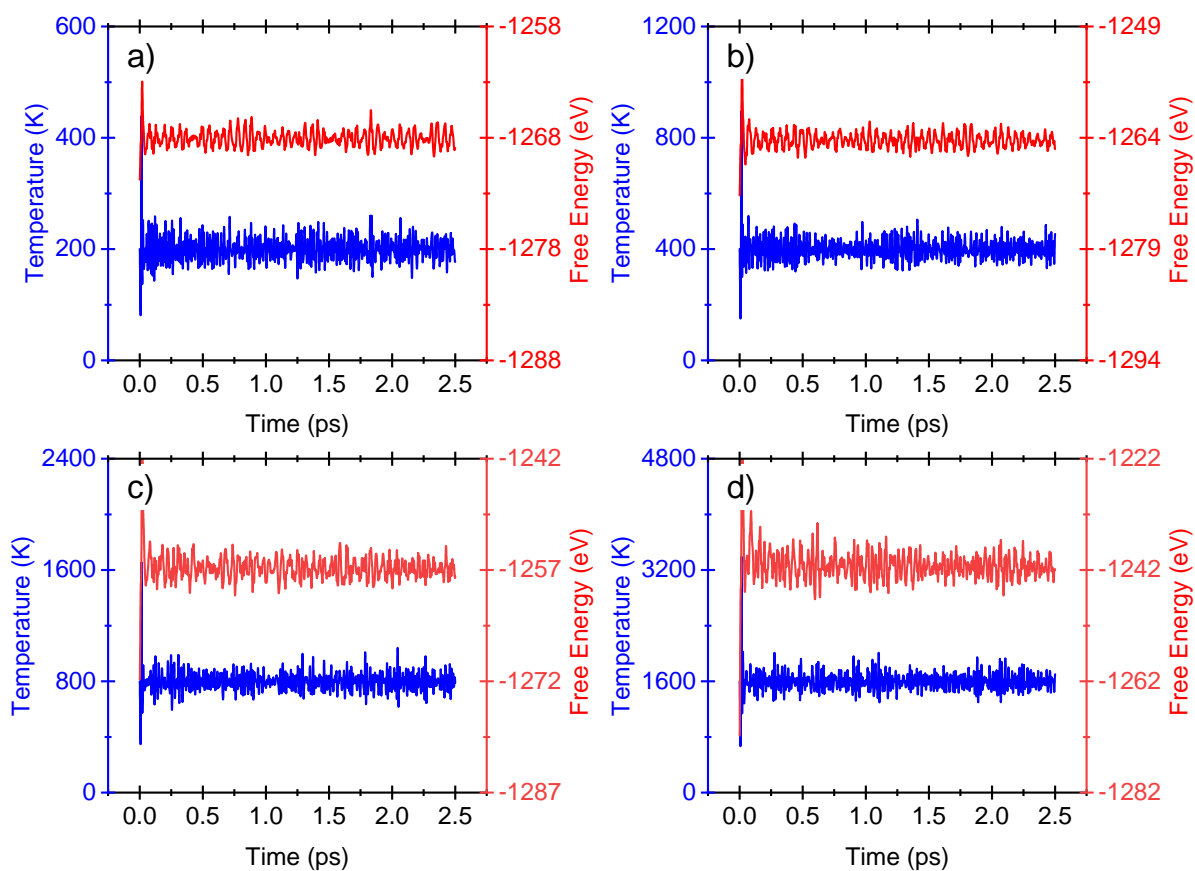 a)
600
400
200
0
Temperature (K)
-1258
-1268
-1278
-1288
Free Energy (eV)
0.0 0.5 1.0 1.5 2.0 2.5
Time (ps)
b)
1200
800
400
0
Temperature (K)
-1249
-1264
-1279
-1294
Free Energy (eV)
0.0 0.5 1.0 1.5 2.0 2.5
Time (ps)
c)
2400
1600
800
0
Temperature (K)
-1242
-1257
-1272
-1287
Free Energy (eV)
0.0 0.5 1.0 1.5 2.0 2.5
Time (ps)
d)
4800
3200
1600
0
Temperature (K)
-1222
-1242
-1262
-1282
Free Energy (eV)
0.0 0.5 1.0 1.5 2.0 2.5
Time (ps)